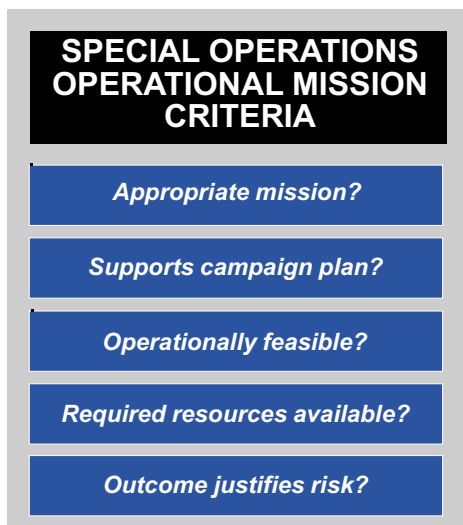 SPECIAL OPERATIONS
OPERATIONAL MISSION
CRITERIA
Appropriate mission?
Supports campaign plan?
Operationally feasible?
Required resources available?
Outcome justifies risk?